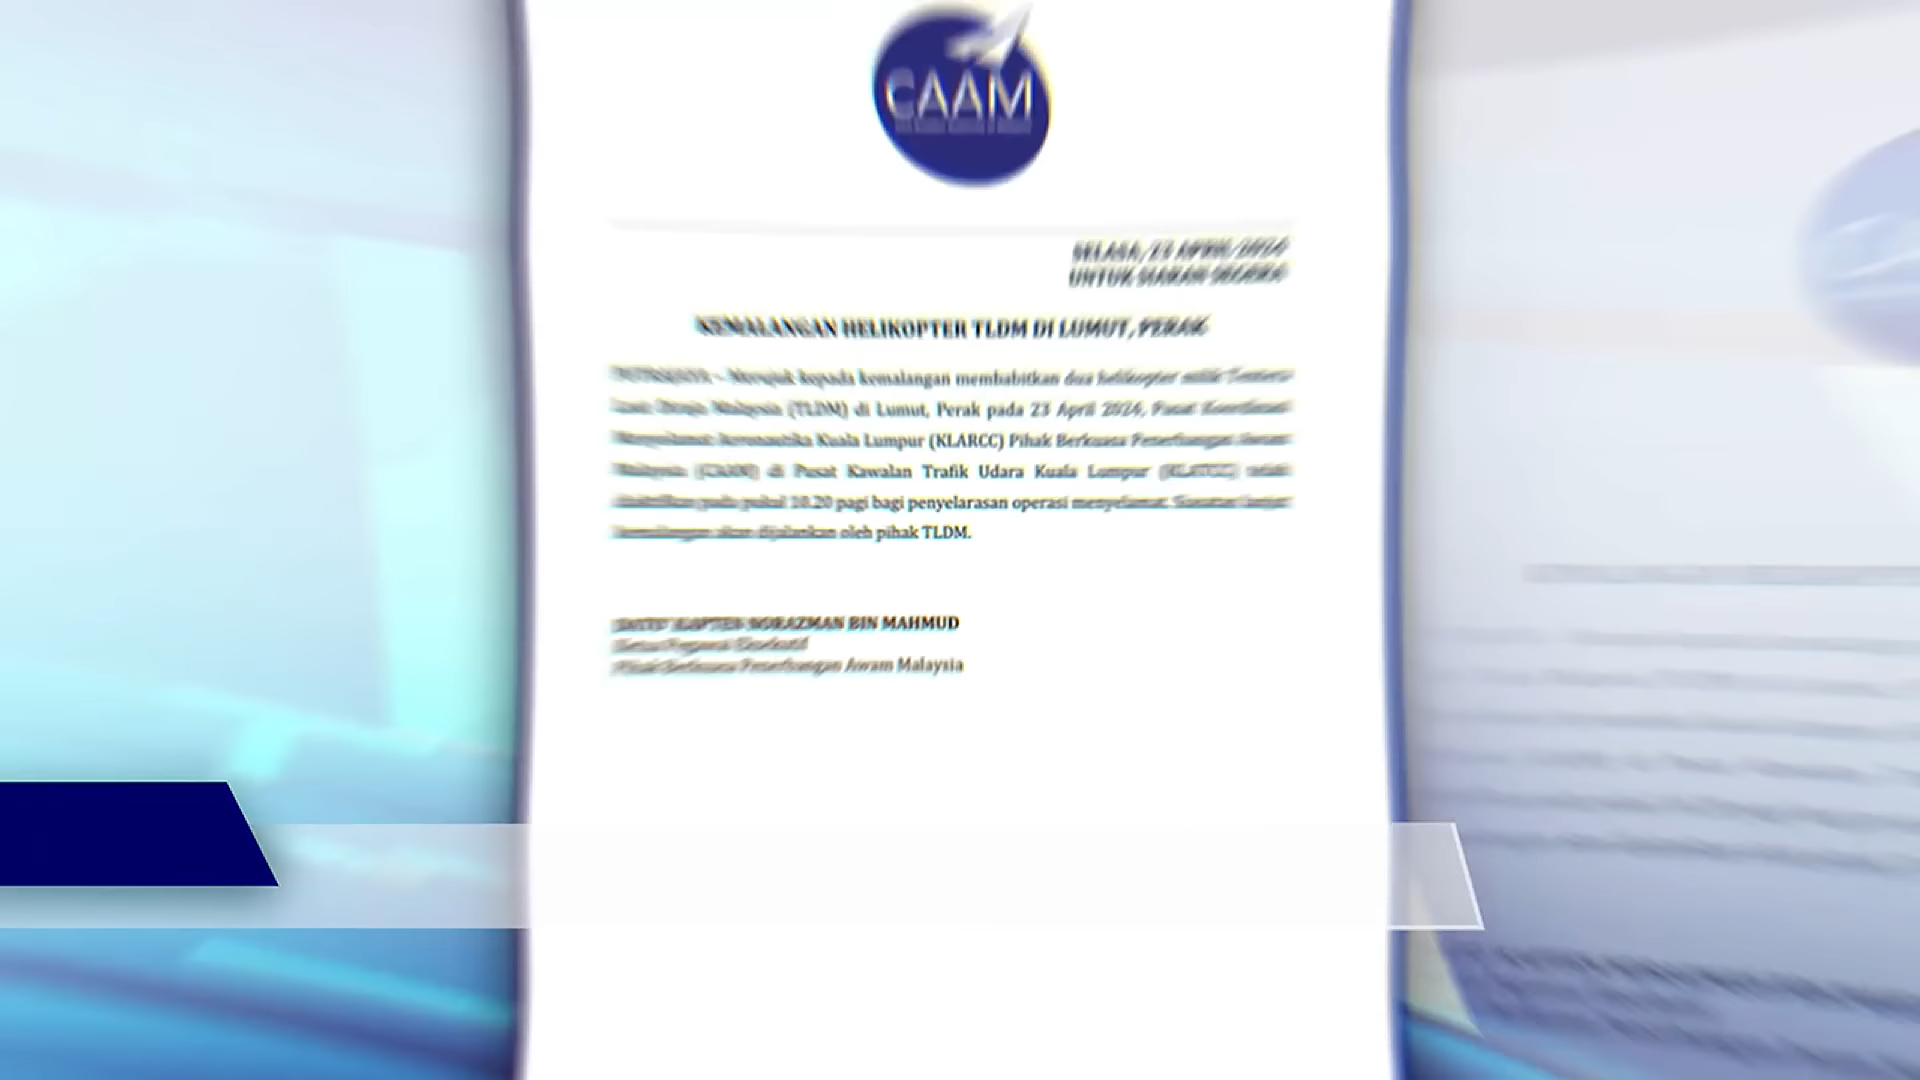 CAAM
SELASA/23 APRIL/2024
UNTUK SIARAN SEGERA
KEMALANGAN HELIKOPTER TLDM DI LUMUT, PERAK
Merujuk kepada kemalangan membabitkan dua helikopter milik Tentera
Laut Diraja Malaysia (TLDM) di Lumut, Perak pada 23 April 2024, Pusat Koordinasi
Menyelamat Aeronautika Kuala Lumpur (KLARCC) Pihak Berkuasa Penerbangan Awam
Malaysia (CAAM) di Pusat Kawalan Trafik Udara Kuala Lumpur (KLATCC) telah
diaktifkan pada pukul 10.20 pagi bagi penyelarasan operasi menyelamat. Siasatan lanjut
kemalangan akan dijalankan oleh pihak TLDM.
NORAZMAN BIN MAHMUD
Ketua Pegawai Eksekutif
Pihak Berkuasa Penerbangan Awam Malaysia